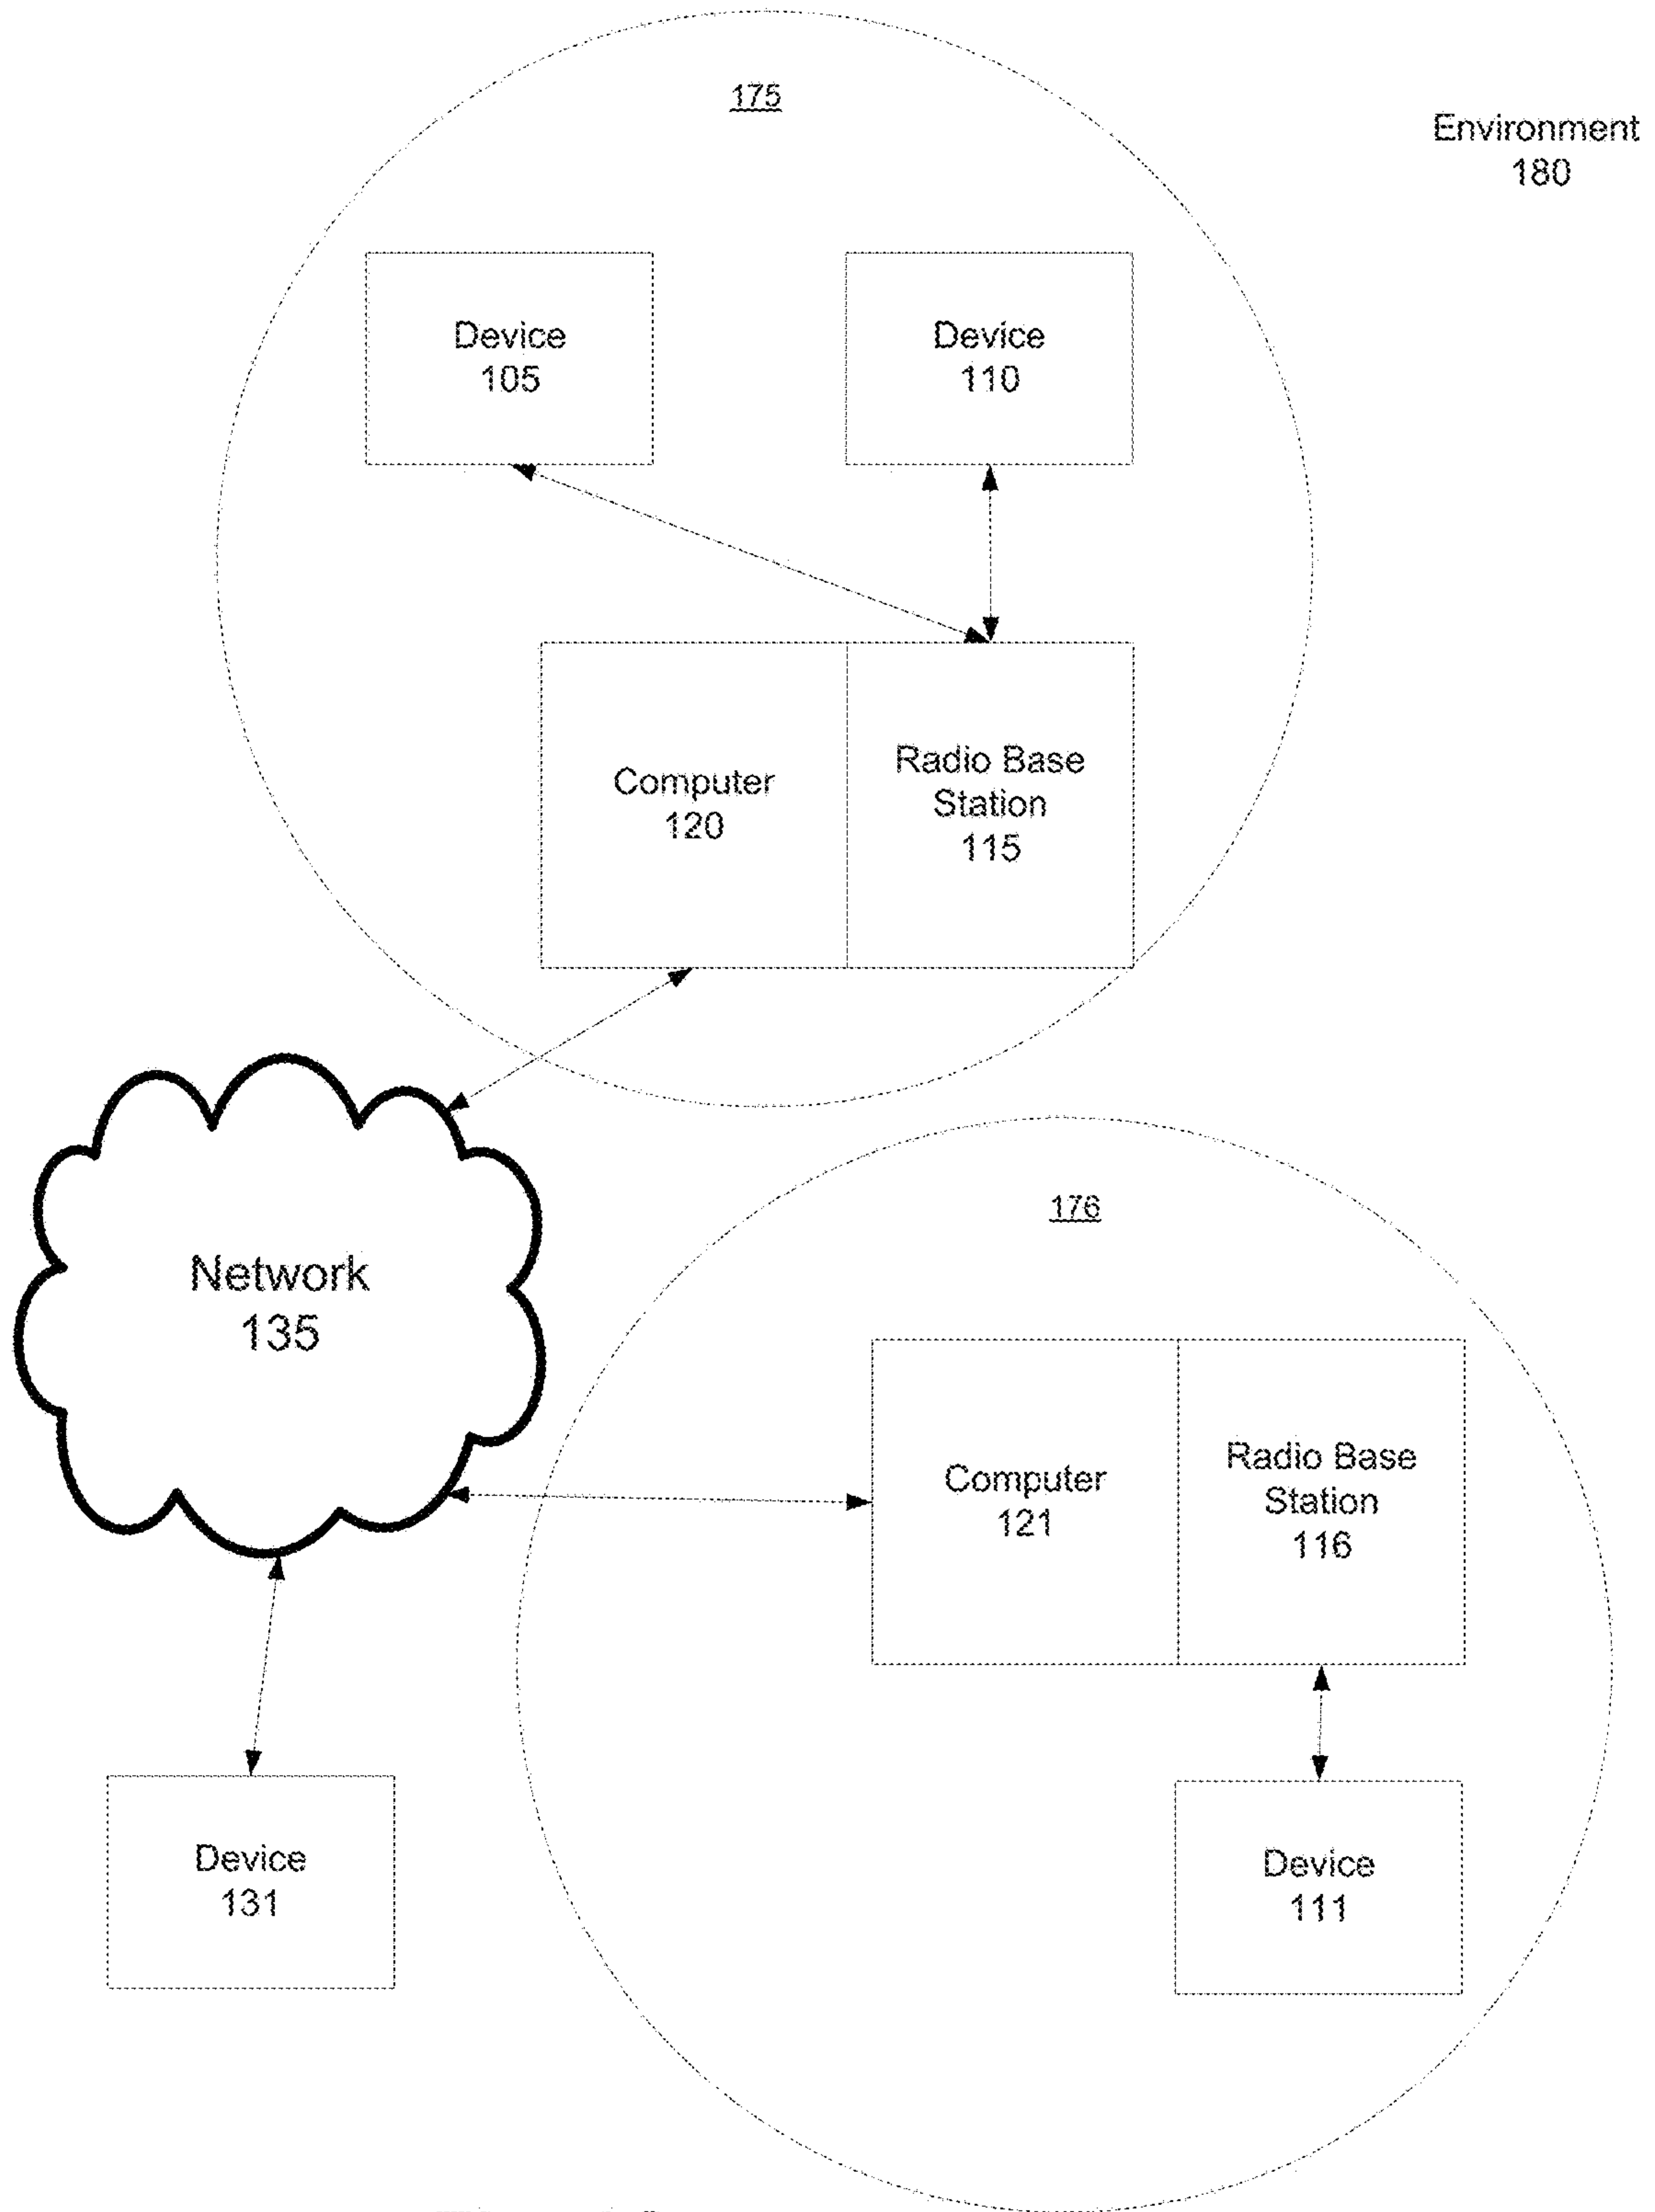 175
Environment
180
Device
105
Device
110
Computer
120
Radio Base
Station
115
176
Network
135
Computer
121
Radio Base
Station
116
Device
131
Device
111